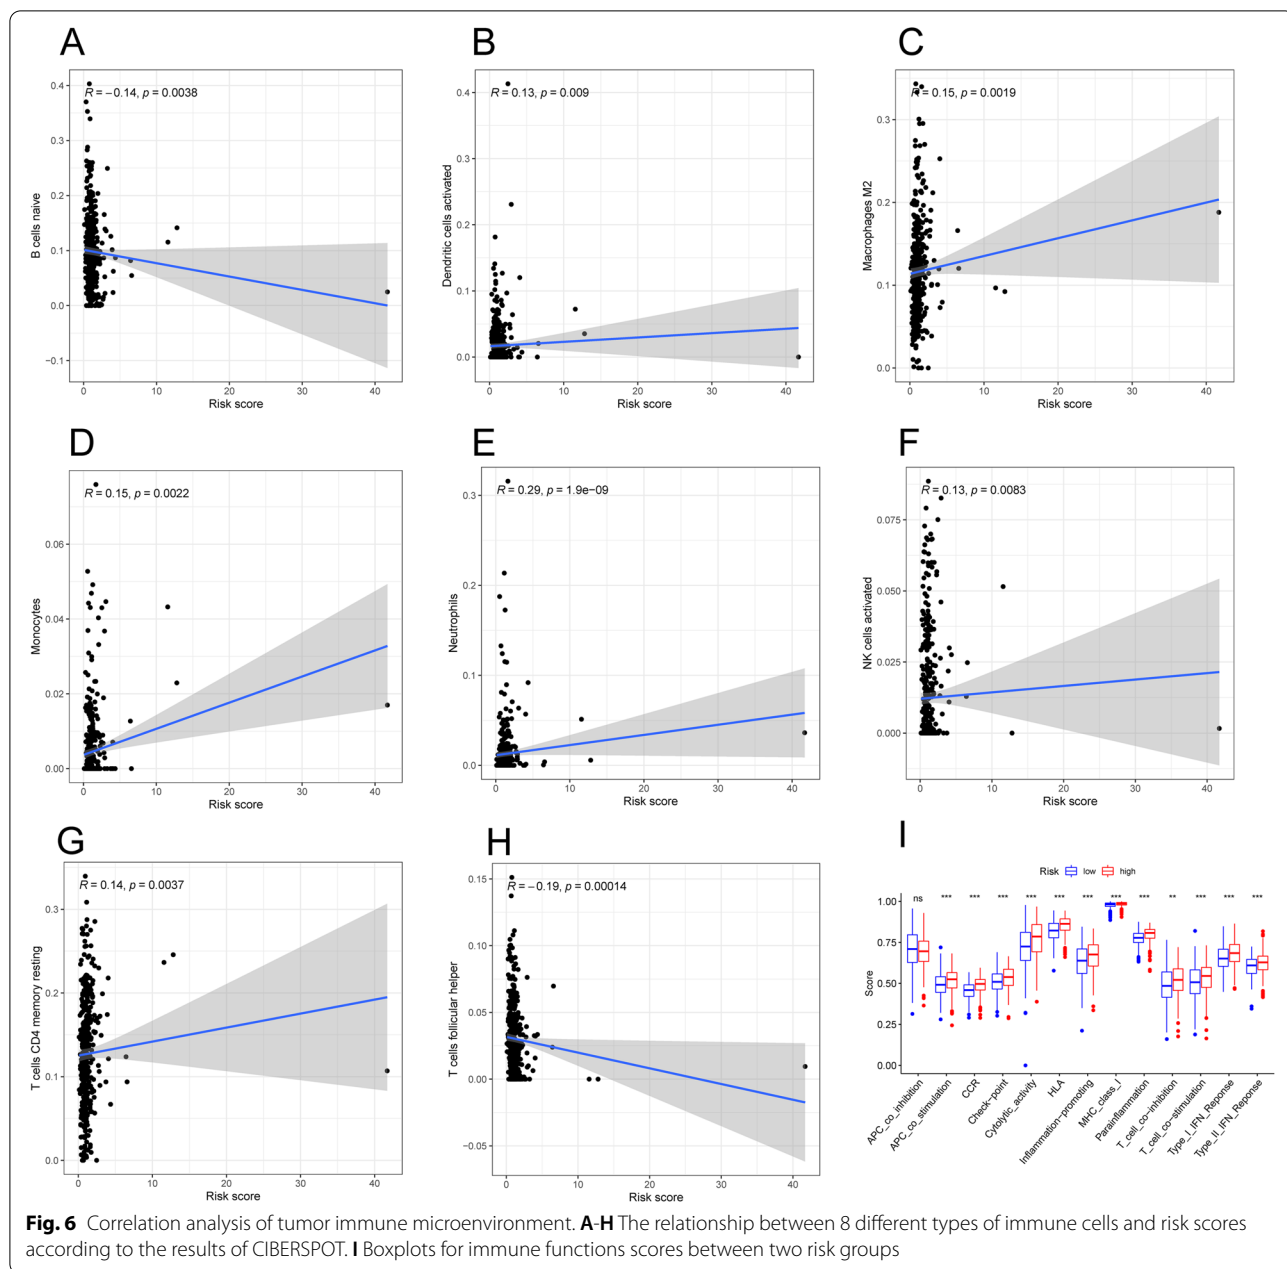 A
R = −0.14, p = 0.0038
B cells naive
0.4
0.3
0.2
0.1
0.0
−0.1
0 10 20 30 40
Risk score
B
R = 0.13, p = 0.009
Dendritic cells activated
0.4
0.3
0.2
0.1
0.0
0 10 20 30 40
Risk score
C
R = 0.15, p = 0.0019
Macrophages M2
0.3
0.2
0.1
0.0
0 10 20 30 40
Risk score
D
R = 0.15, p = 0.0022
Monocytes
0.06
0.04
0.02
0.00
0 10 20 30 40
Risk score
E
R = 0.29, p = 1.9e−09
Neutrophils
0.3
0.2
0.1
0.0
0 10 20 30 40
Risk score
F
R = 0.13, p = 0.0083
NK cells activated
0.075
0.050
0.025
0.000
0 10 20 30 40
Risk score
G
R = 0.14, p = 0.0037
T cells CD4 memory resting
0.3
0.2
0.1
0.0
0 10 20 30 40
Risk score
H
R = −0.19, p = 0.00014
T cells follicular helper
0.15
0.10
0.05
0.00
−0.05
0 10 20 30 40
Risk score
I
Risk low high
ns *** *** *** *** *** *** *** *** ** *** *** ***
Score
1.00
0.75
0.50
0.25
0.00
APC_co_inhibition
APC_co_stimulation
CCR
Check−point
Cytolytic_activity
HLA
Inflammation−promoting
MHC_class_I
Parainflammation
T_cell_co−inhibition
T_cell_co−stimulation
Type_I_IFN_Reponse
Type_II_IFN_Reponse
Fig. 6 Correlation analysis of tumor immune microenvironment. A-H The relationship between 8 different types of immune cells and risk scores
according to the results of CIBERSPOT. I Boxplots for immune functions scores between two risk groups